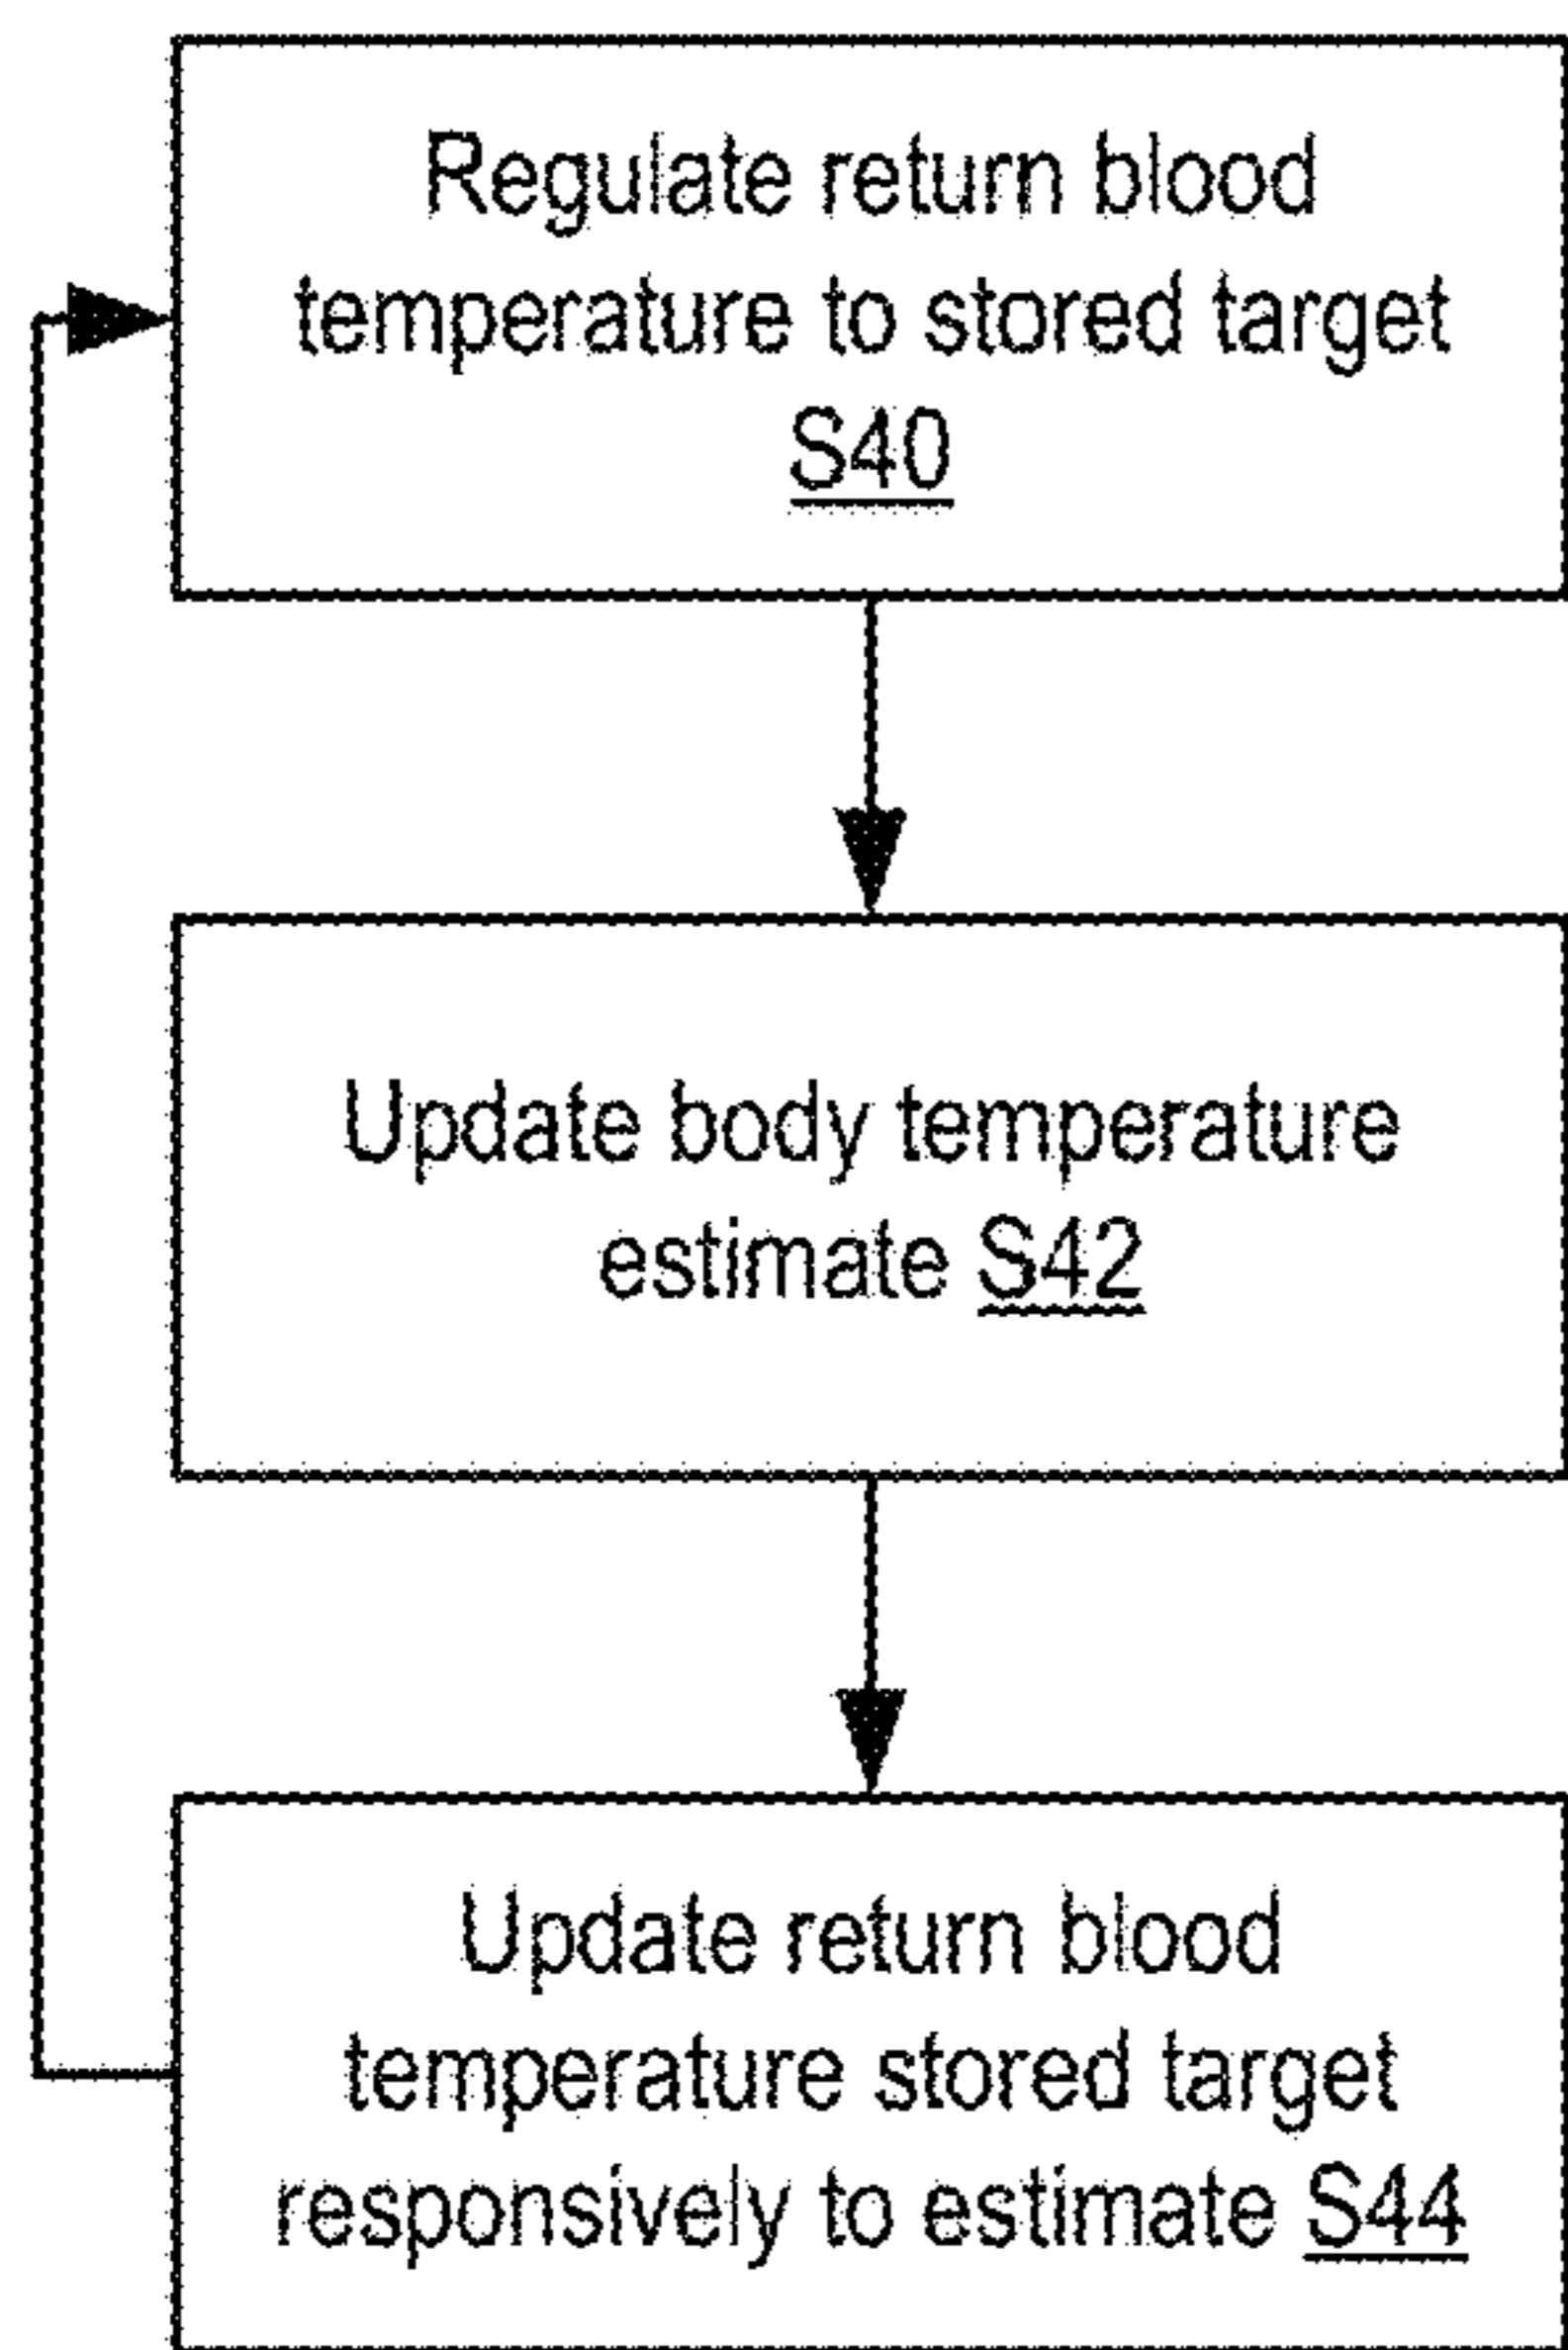 Regulate return blood
temperature to stored target
S40
Update body temperature
estimate S42
Update return blood
temperature stored target
responsively to estimate S44